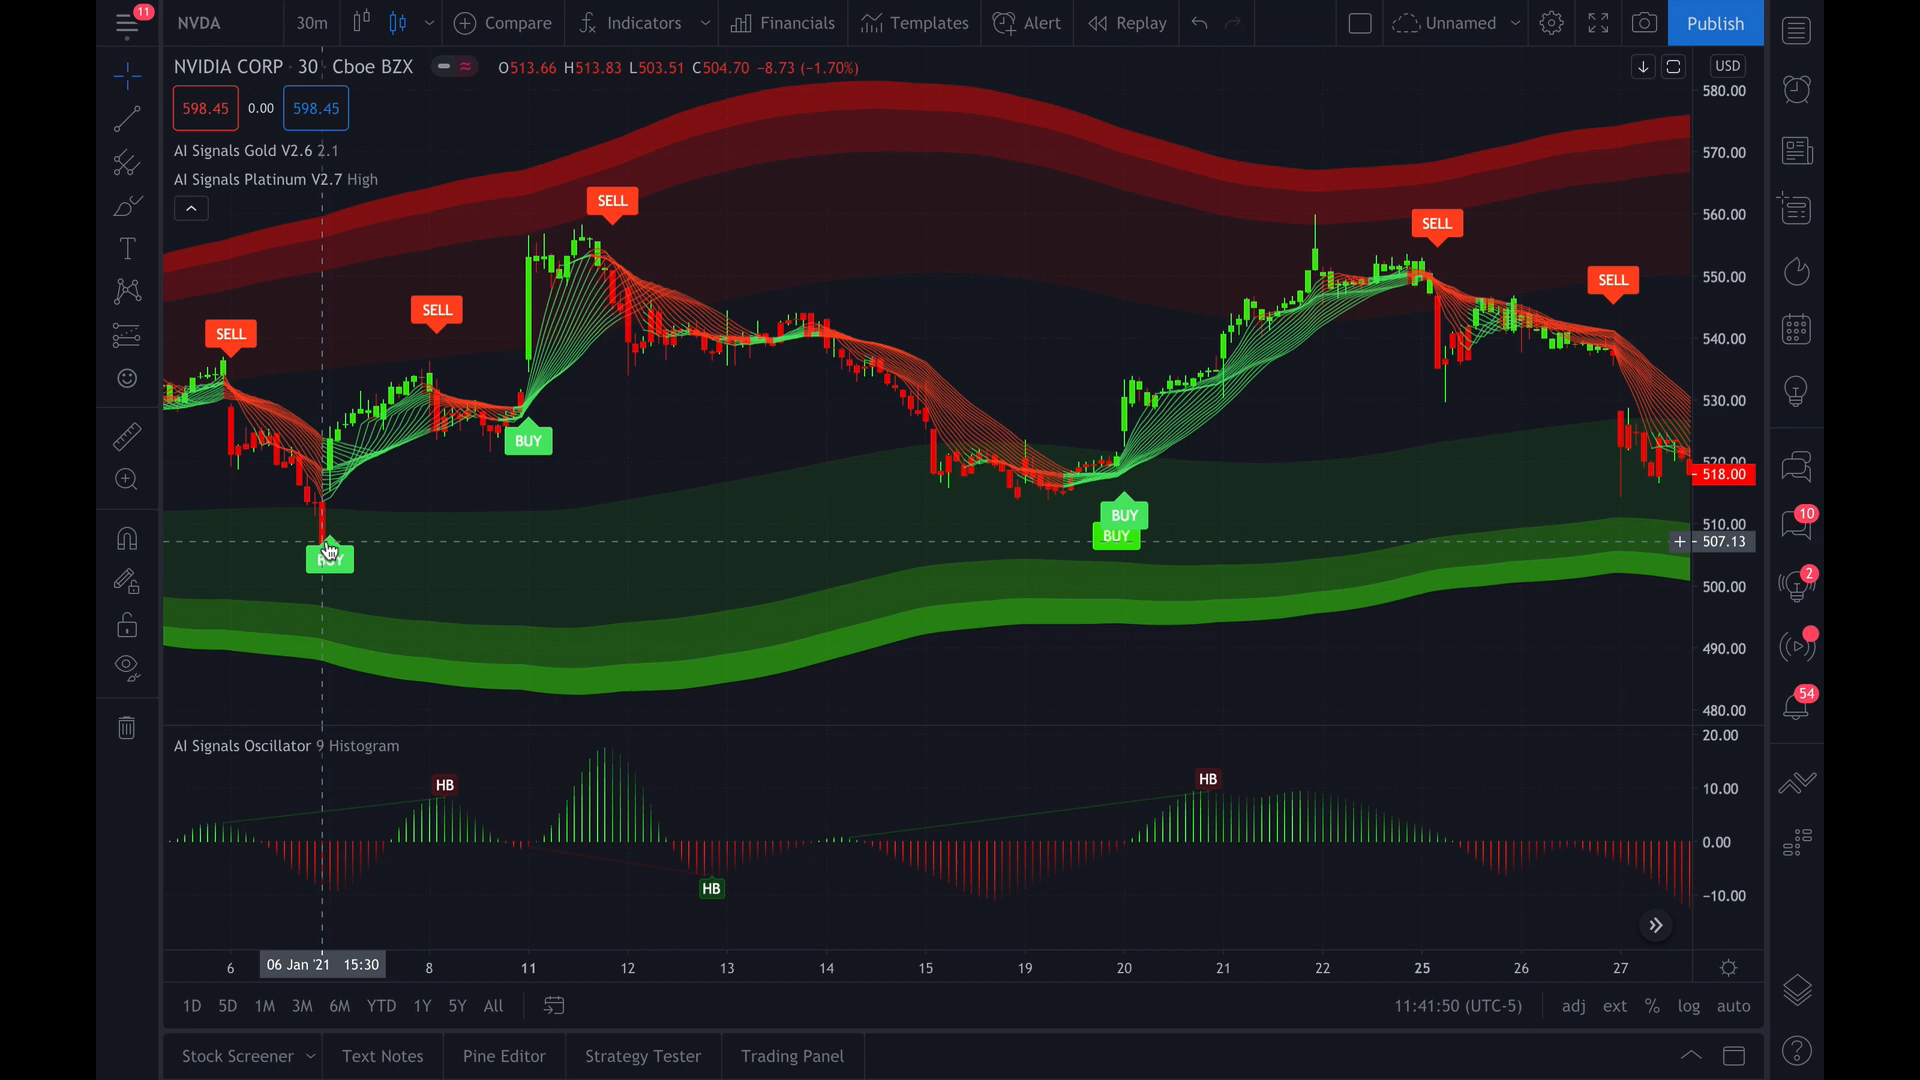 11
NVDA
30m
Compare
Indicators
Financials
Templates
Alert
Replay
Unnamed
Publish
NVIDIA CORP · 30 · Cboe BZX
O513.66 H513.83 L503.51 C504.70 −8.73 (−1.70%)
USD
598.45 0.00 598.45
AI Signals Gold V2.6 2.1
AI Signals Platinum V2.7 High
580.00
570.00
560.00
550.00
540.00
530.00
520.00
518.00
510.00
507.13
500.00
490.00
480.00
SELL
SELL
SELL
SELL
SELL
BUY
BUY
BUY
BUY
BUY
10
2
54
AI Signals Oscillator 9 Histogram
HB
HB
HB
20.00
10.00
0.00
−10.00
6
06 Jan '21 15:30
8
11
12
13
14
15
19
20
21
22
25
26
27
1D 5D 1M 3M 6M YTD 1Y 5Y All
11:41:50 (UTC-5)
adj ext % log auto
Stock Screener
Text Notes
Pine Editor
Strategy Tester
Trading Panel